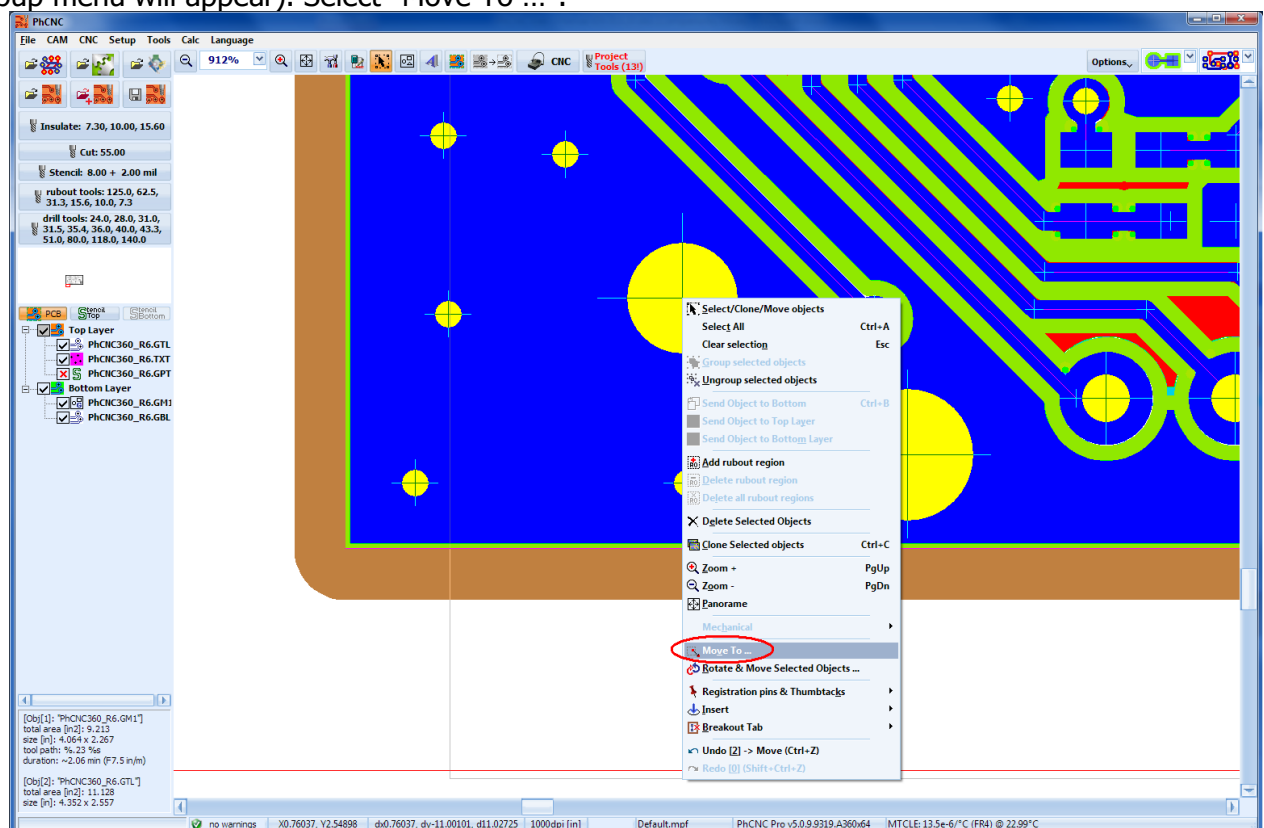 oup menu will appear). Select "Move To ...".
PhCNC
File CAM CNC Setup Tools Calc Language
912%
CNC
Project
Tools (13!)
Options
Insulate: 7.30, 10.00, 15.60
Cut: 55.00
Stencil: 8.00 + 2.00 mil
rubout tools: 125.0, 62.5,
31.3, 15.6, 10.0, 7.3
drill tools: 24.0, 28.0, 31.0,
31.5, 35.4, 36.0, 40.0, 43.3,
51.0, 80.0, 118.0, 140.0
PCB
Stencil
Top
Stencil
Bottom
Top Layer
PhCNC360_R6.GTL
PhCNC360_R6.TXT
PhCNC360_R6.GPT
Bottom Layer
PhCNC360_R6.GM1
PhCNC360_R6.GBL
Select/Clone/Move objects
Select All Ctrl+A
Clear selection Esc
Group selected objects
Ungroup selected objects
Send Object to Bottom Ctrl+B
Send Object to Top Layer
Send Object to Bottom Layer
Add rubout region
Delete rubout region
Delete all rubout regions
Delete Selected Objects
Clone Selected objects Ctrl+C
Zoom + PgUp
Zoom - PgDn
Panorame
Mechanical
Move To ...
Rotate & Move Selected Objects ...
Registration pins & Thumbtacks
Insert
Breakout Tab
Undo [2] -> Move (Ctrl+Z)
Redo [0] (Shift+Ctrl+Z)
[Obj[1]: "PhCNC360_R6.GM1"]
total area [in2]: 9.213
size [in]: 4.064 x 2.267
tool path: %.23 %s
duration: ~2.06 min (F7.5 in/m)
[Obj[2]: "PhCNC360_R6.GTL"]
total area [in2]: 11.128
size [in]: 4.352 x 2.557
no warnings X0.76037, Y2.54898 dx0.76037, dy-11.00101, d11.02725 1000dpi [in] Default.mpf PhCNC Pro v5.0.9.9319.A360x64 MTCLE: 13.5e-6/°C (FR4) @ 22.99°C